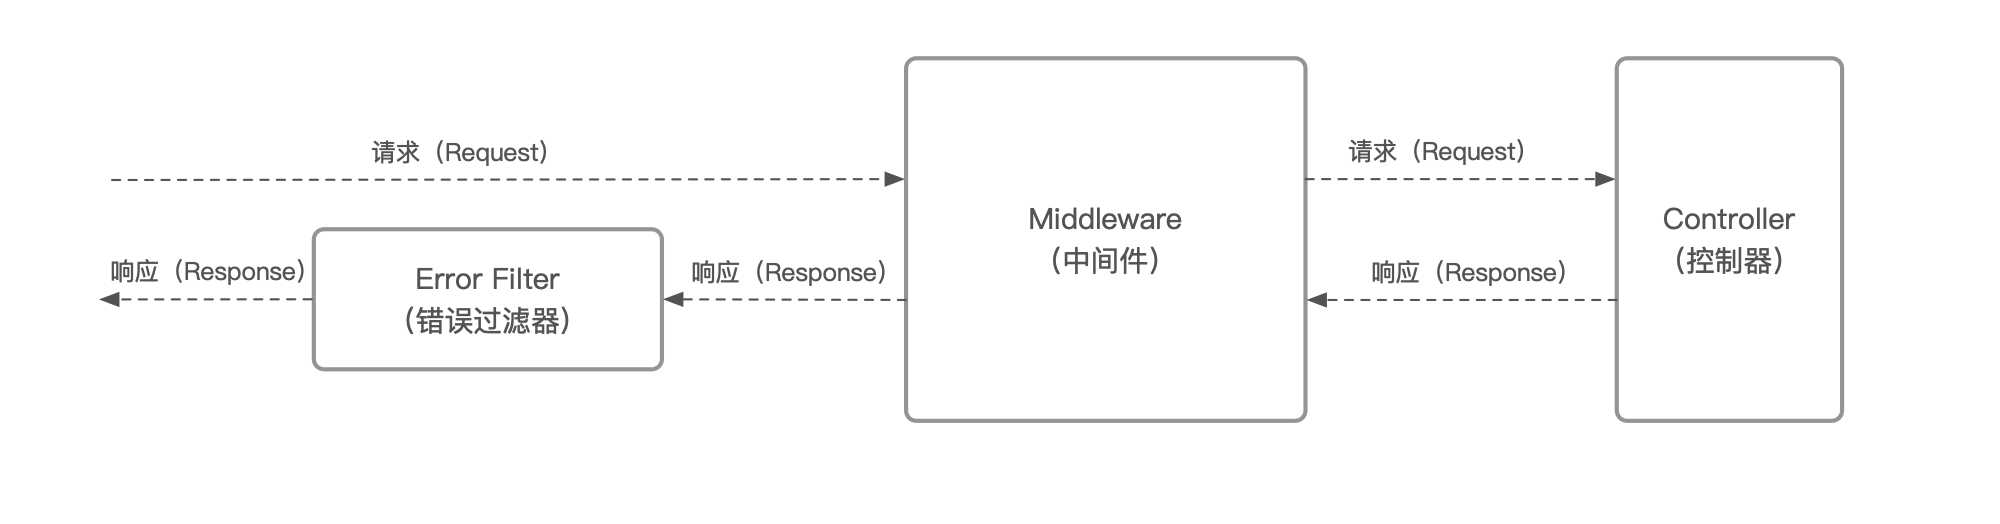 请求（Request）
请求（Request）
Middleware
（中间件）
Controller
（控制器）
响应（Response）
Error Filter
（错误过滤器）
响应（Response）
响应（Response）